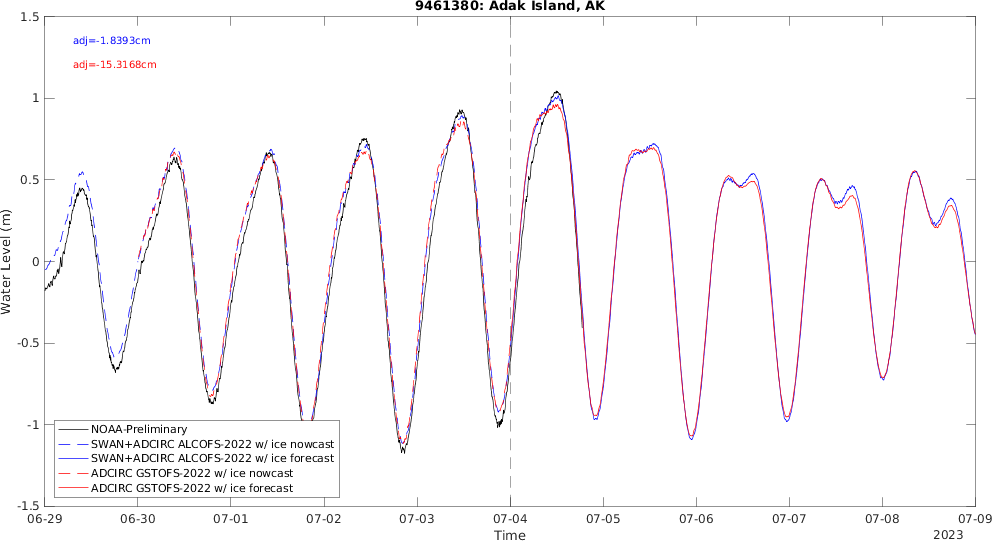 9461380: Adak Island, AK
1.5
adj=-1.8393cm
adj=-15.3168cm
1
0.5
0
-0.5
-1
-1.5
Water Level (m)
NOAA-Preliminary
SWAN+ADCIRC ALCOFS-2022 w/ ice nowcast
SWAN+ADCIRC ALCOFS-2022 w/ ice forecast
ADCIRC GSTOFS-2022 w/ ice nowcast
ADCIRC GSTOFS-2022 w/ ice forecast
06-29 06-30 07-01 07-02 07-03 07-04 07-05 07-06 07-07 07-08 07-09
Time
2023